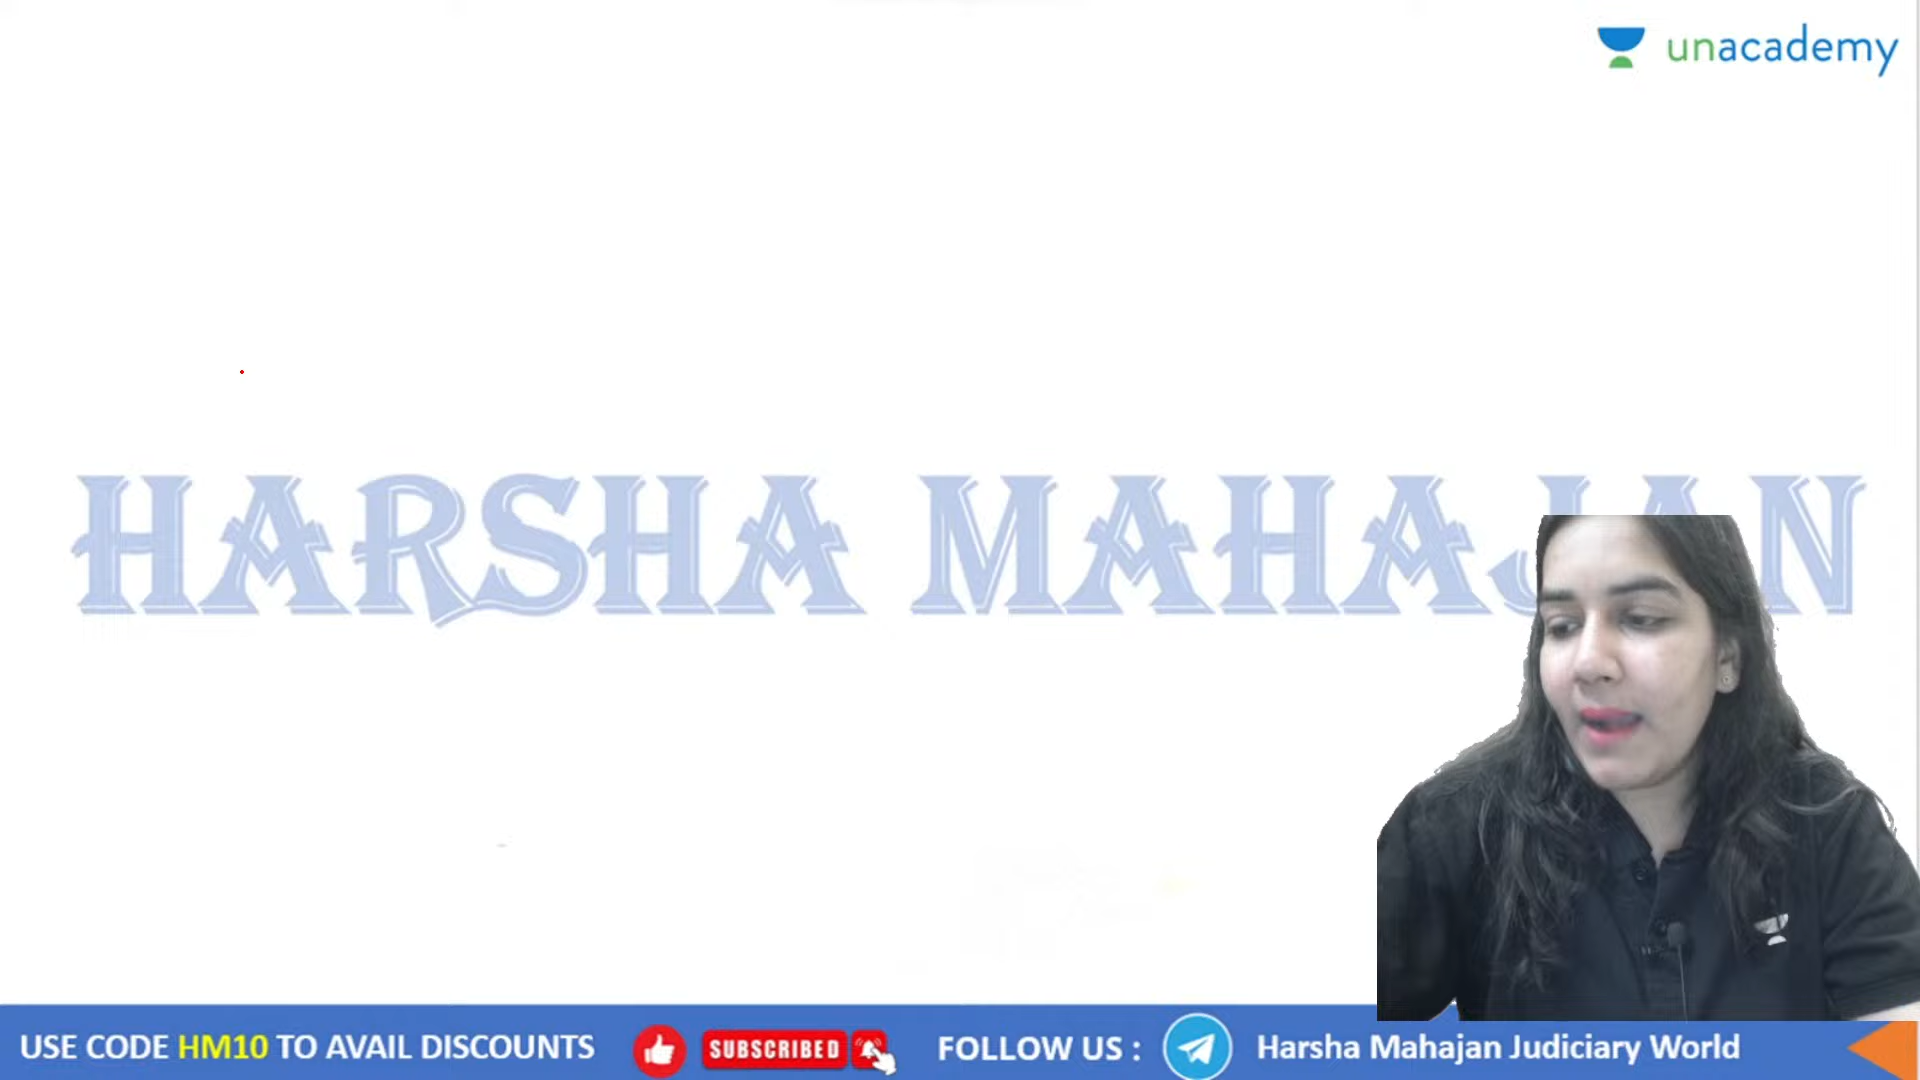 unacademy
HARSHA MAHAJAN
USE CODE HM10 TO AVAIL DISCOUNTS
SUBSCRIBED
FOLLOW US :
Harsha Mahajan Judiciary World